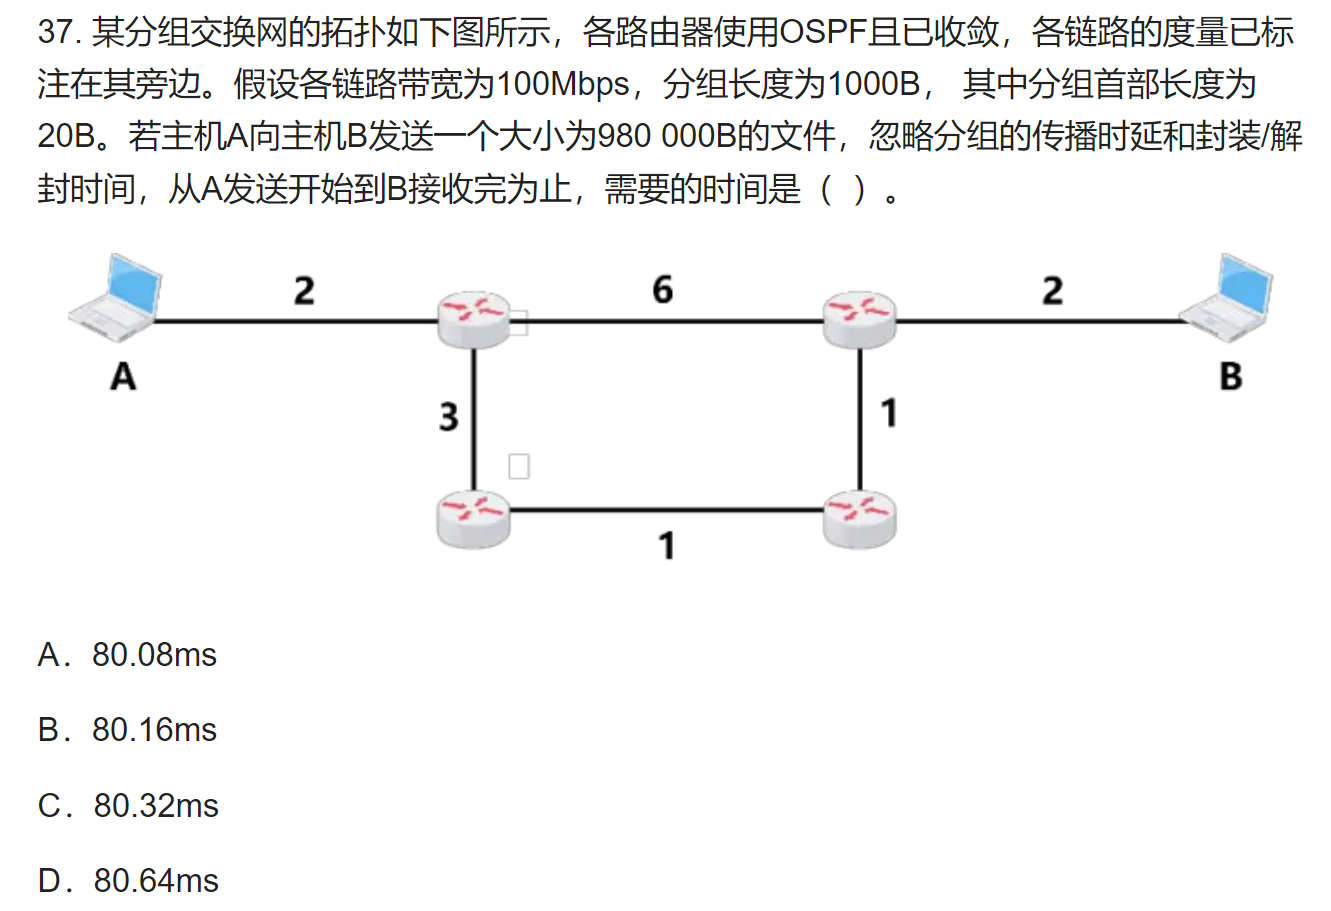 37. 某分组交换网的拓扑如下图所示，各路由器使用OSPF且已收敛，各链路的度量已标
注在其旁边。假设各链路带宽为100Mbps，分组长度为1000B， 其中分组首部长度为
20B。若主机A向主机B发送一个大小为980 000B的文件，忽略分组的传播时延和封装/解
封时间，从A发送开始到B接收完为止，需要的时间是（ ）。
2 6 2
A B
3 1
1
A．80.08ms
B．80.16ms
C．80.32ms
D．80.64ms